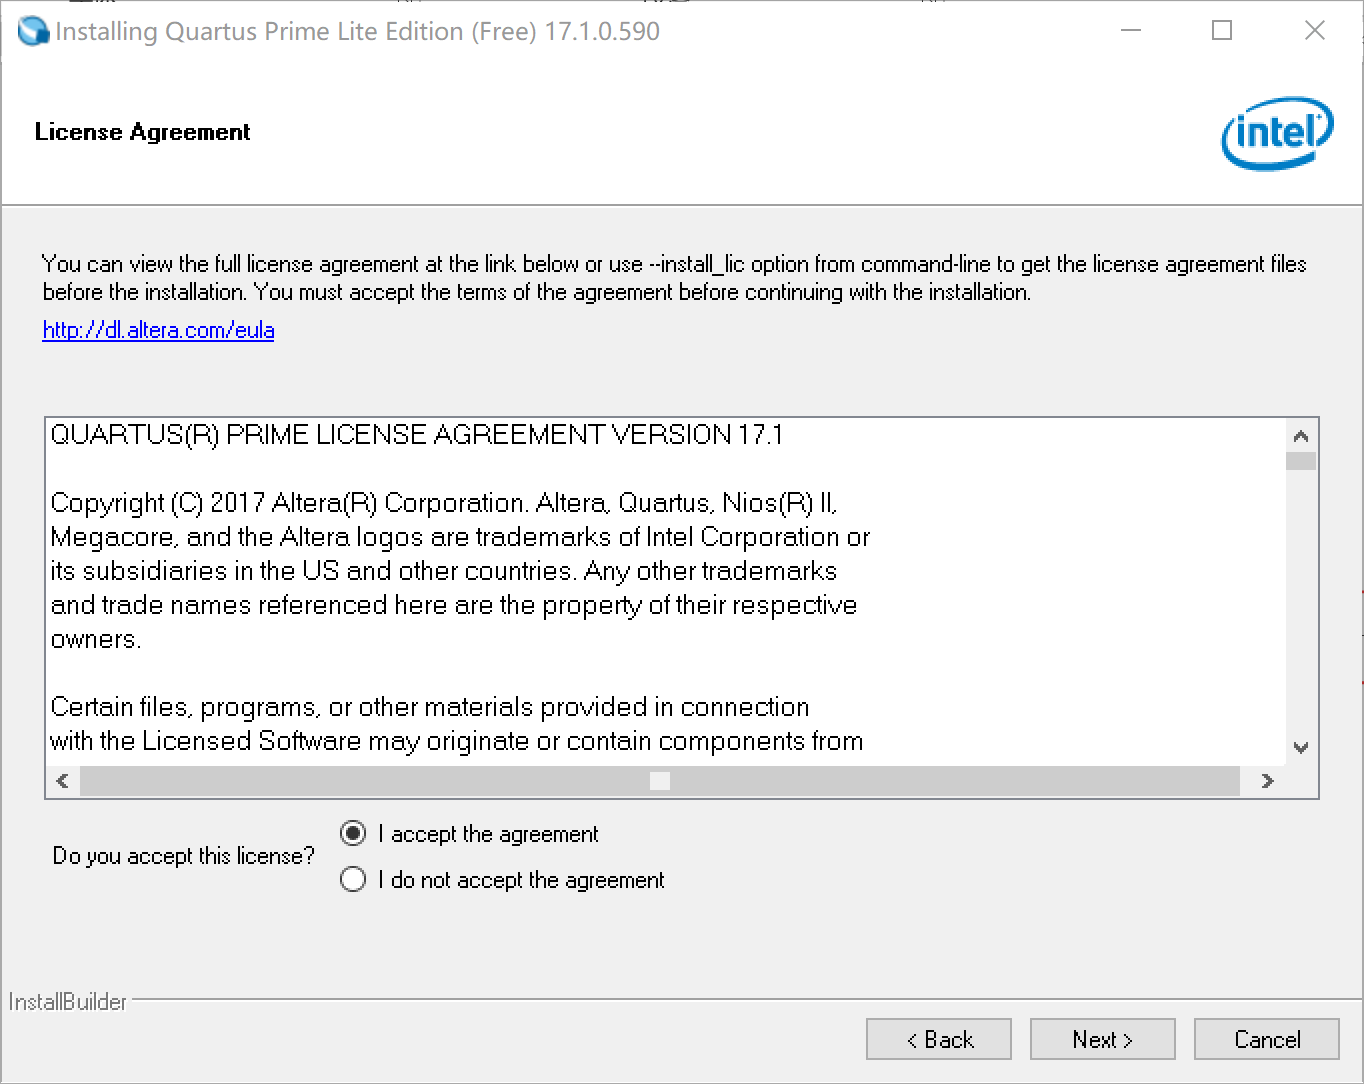 Installing Quartus Prime Lite Edition (Free) 17.1.0.590
License Agreement
intel
You can view the full license agreement at the link below or use --install_lic option from command-line to get the license agreement files
before the installation. You must accept the terms of the agreement before continuing with the installation.
http://dl.altera.com/eula
QUARTUS(R) PRIME LICENSE AGREEMENT VERSION 17.1
Copyright (C) 2017 Altera(R) Corporation. Altera, Quartus, Nios(R) II,
Megacore, and the Altera logos are trademarks of Intel Corporation or
its subsidiaries in the US and other countries. Any other trademarks
and trade names referenced here are the property of their respective
owners.
Certain files, programs, or other materials provided in connection
with the Licensed Software may originate or contain components from
I accept the agreement
Do you accept this license?
I do not accept the agreement
InstallBuilder
< Back
Next >
Cancel